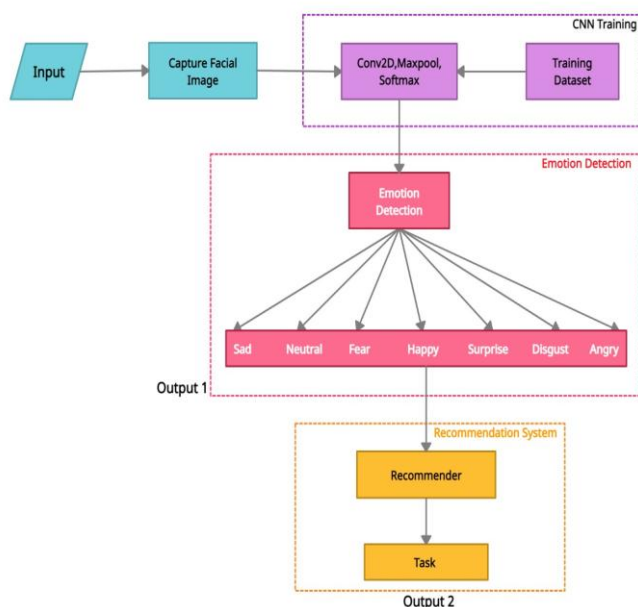 CNN Training
Input
Capture Facial
Image
Conv2D,Maxpool,
Softmax
Training
Dataset
Emotion Detection
Emotion
Detection
Sad Neutral Fear Happy Surprise Disgust Angry
Output 1
Recommendation System
Recommender
Task
Output 2